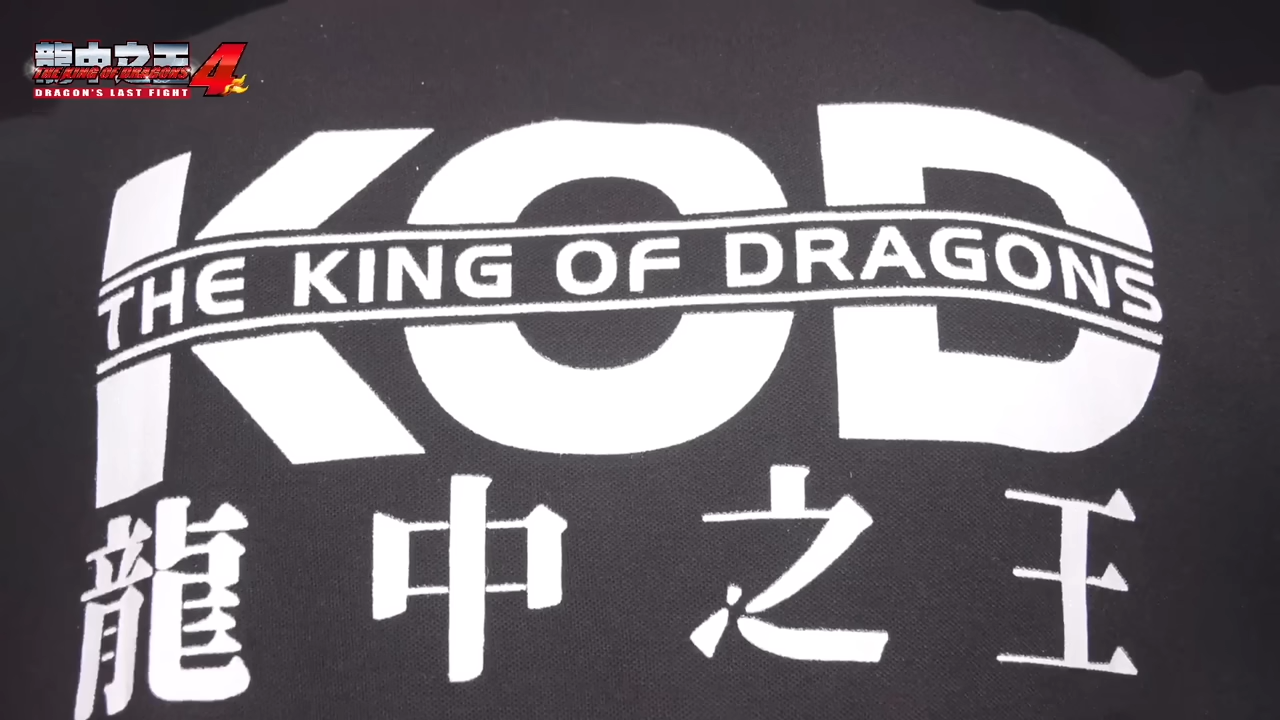 龍中之王4
THE KING OF DRAGONS
DRAGON'S LAST FIGHT
KOD
THE KING OF DRAGONS
龍中之王